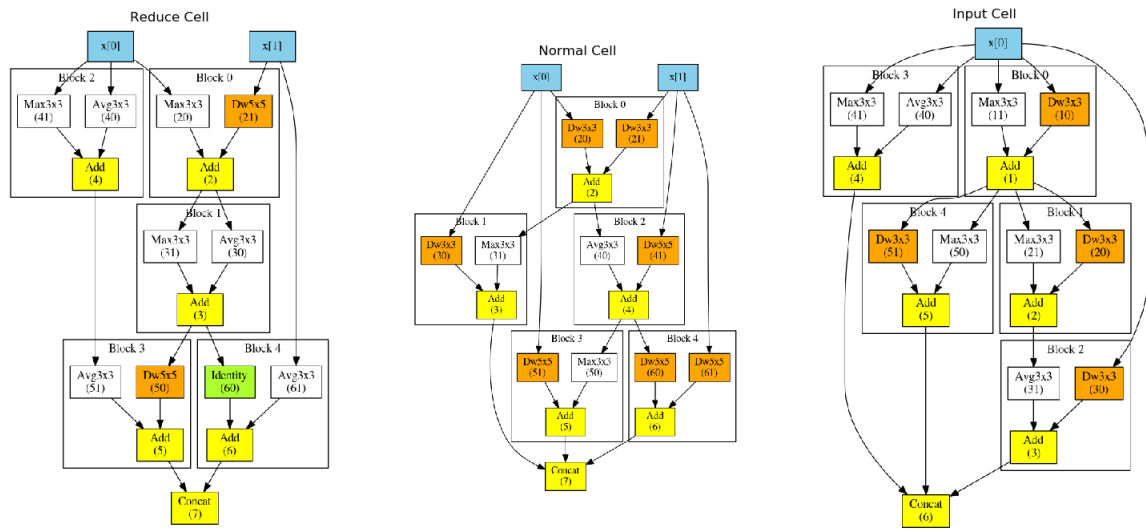 Reduce Cell
x[0]
x[1]
Block 2
Block 0
Max3x3
(41)
Avg3x3
(40)
Max3x3
(20)
Dw5x5
(21)
Add
(4)
Add
(2)
Block 1
Max3x3
(31)
Avg3x3
(30)
Add
(3)
Block 3
Block 4
Avg3x3
(51)
Dw5x5
(50)
Identity
(60)
Avg3x3
(61)
Add
(5)
Add
(6)
Concat
(7)
Normal Cell
x[0]
x[1]
Block 0
Dw3x3
(20)
Dw3x3
(21)
Add
(2)
Block 1
Block 2
Dw3x3
(30)
Max3x3
(31)
Avg3x3
(40)
Dw5x5
(41)
Add
(3)
Add
(4)
Block 3
Block 4
Dw5x5
(51)
Max3x3
(50)
Dw5x5
(60)
Dw5x5
(61)
Add
(5)
Add
(6)
Concat
(7)
Input Cell
x[0]
Block 3
Block 0
Max3x3
(41)
Avg3x3
(40)
Max3x3
(11)
Dw3x3
(10)
Add
(4)
Add
(1)
Block 4
Block 1
Dw3x3
(51)
Max3x3
(50)
Max3x3
(21)
Dw3x3
(20)
Add
(5)
Add
(2)
Block 2
Avg3x3
(31)
Dw3x3
(30)
Add
(3)
Concat
(6)